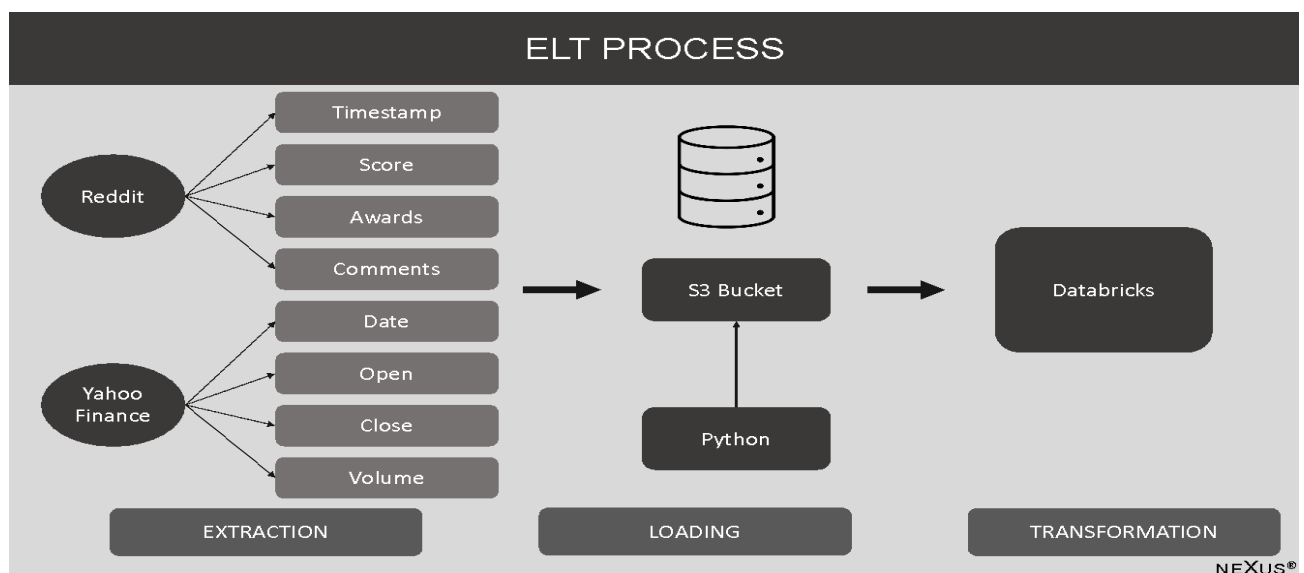 ELT PROCESS
Reddit
Timestamp
Score
Awards
Comments
Yahoo
Finance
Date
Open
Close
Volume
S3 Bucket
Python
Databricks
EXTRACTION
LOADING
TRANSFORMATION
NEXUS®